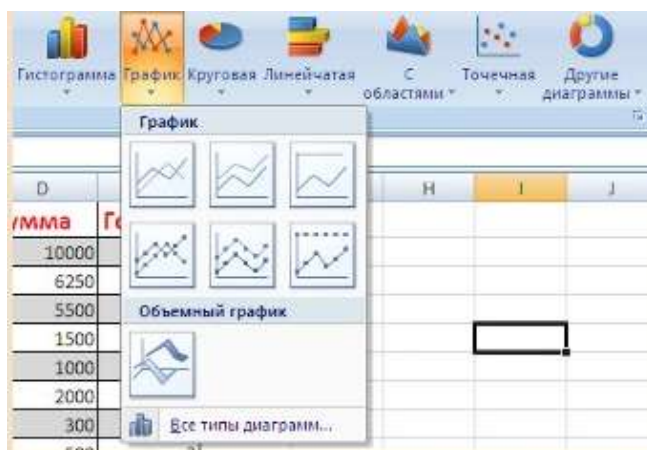 Гистограмма График Круговая Линейчатая С областями Точечная Другие диаграммы
График
D H I J
умма Го
10000
6250
5500
1500
Объемный график
1000
2000
300
Все типы диаграмм...